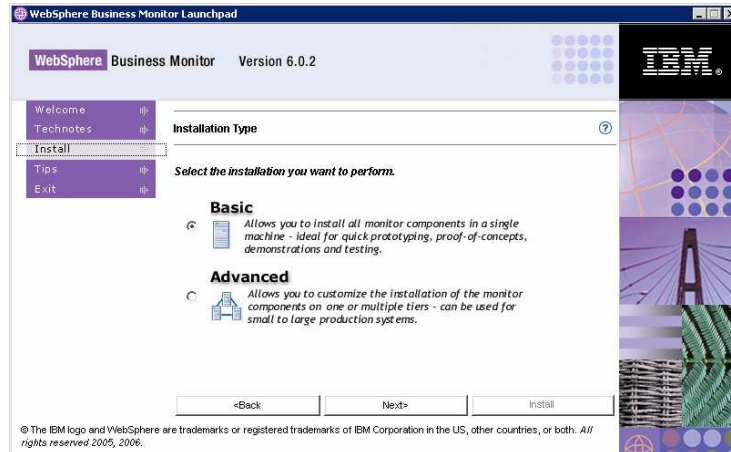 WebSphere Business Monitor Launchpad
WebSphere Business Monitor Version 6.0.2
IBM®
Welcome
Technotes
Install
Tips
Exit
Installation Type
?
Select the installation you want to perform.
Basic
Allows you to install all monitor components in a single
machine - ideal for quick prototyping, proof-of-concepts,
demonstrations and testing.
Advanced
Allows you to customize the installation of the monitor
components on one or multiple tiers - can be used for
small to large production systems.
<Back
Next>
Install
© The IBM logo and WebSphere are trademarks or registered trademarks of IBM Corporation in the US, other countries, or both. All
rights reserved 2005, 2006.